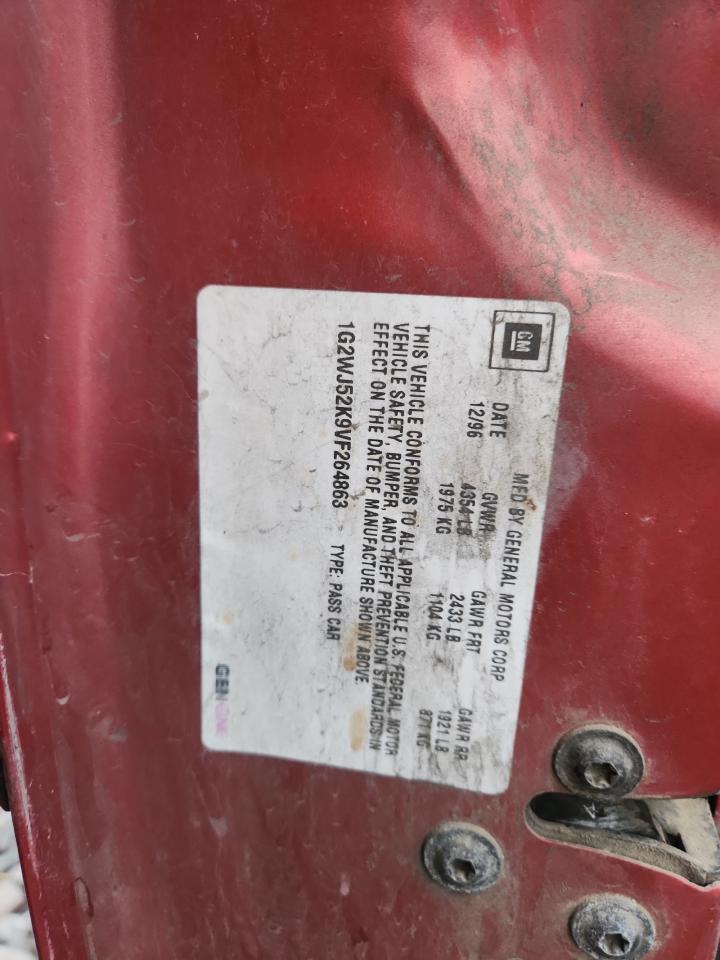 GM
MFD BY GENERAL MOTORS CORP
DATE GVWR GAWR FRT GAWR RR
12/96 4354 LB 2433 LB 1921 LB
1975 KG 1104 KG 871 KG
THIS VEHICLE CONFORMS TO ALL APPLICABLE U.S. FEDERAL MOTOR
VEHICLE SAFETY, BUMPER, AND THEFT PREVENTION STANDARDS IN
EFFECT ON THE DATE OF MANUFACTURE SHOWN ABOVE.
1G2WJ52K9VF264863 TYPE: PASS CAR